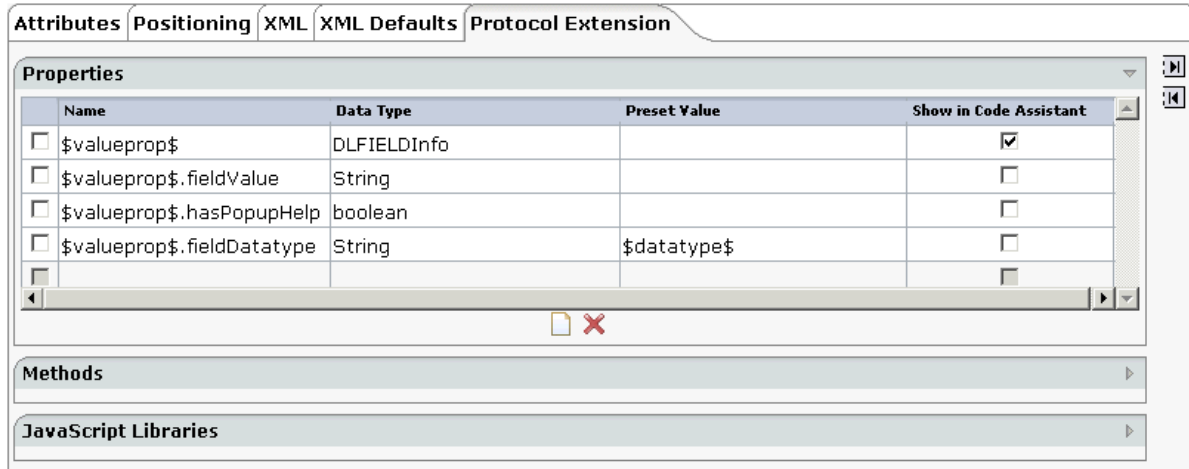 Attributes Positioning XML XML Defaults Protocol Extension
Properties
Name Data Type Preset Value Show in Code Assistant
$valueprop$ DLFIELDInfo
$valueprop$.fieldValue String
$valueprop$.hasPopupHelp boolean
$valueprop$.fieldDatatype String $datatype$
Methods
JavaScript Libraries